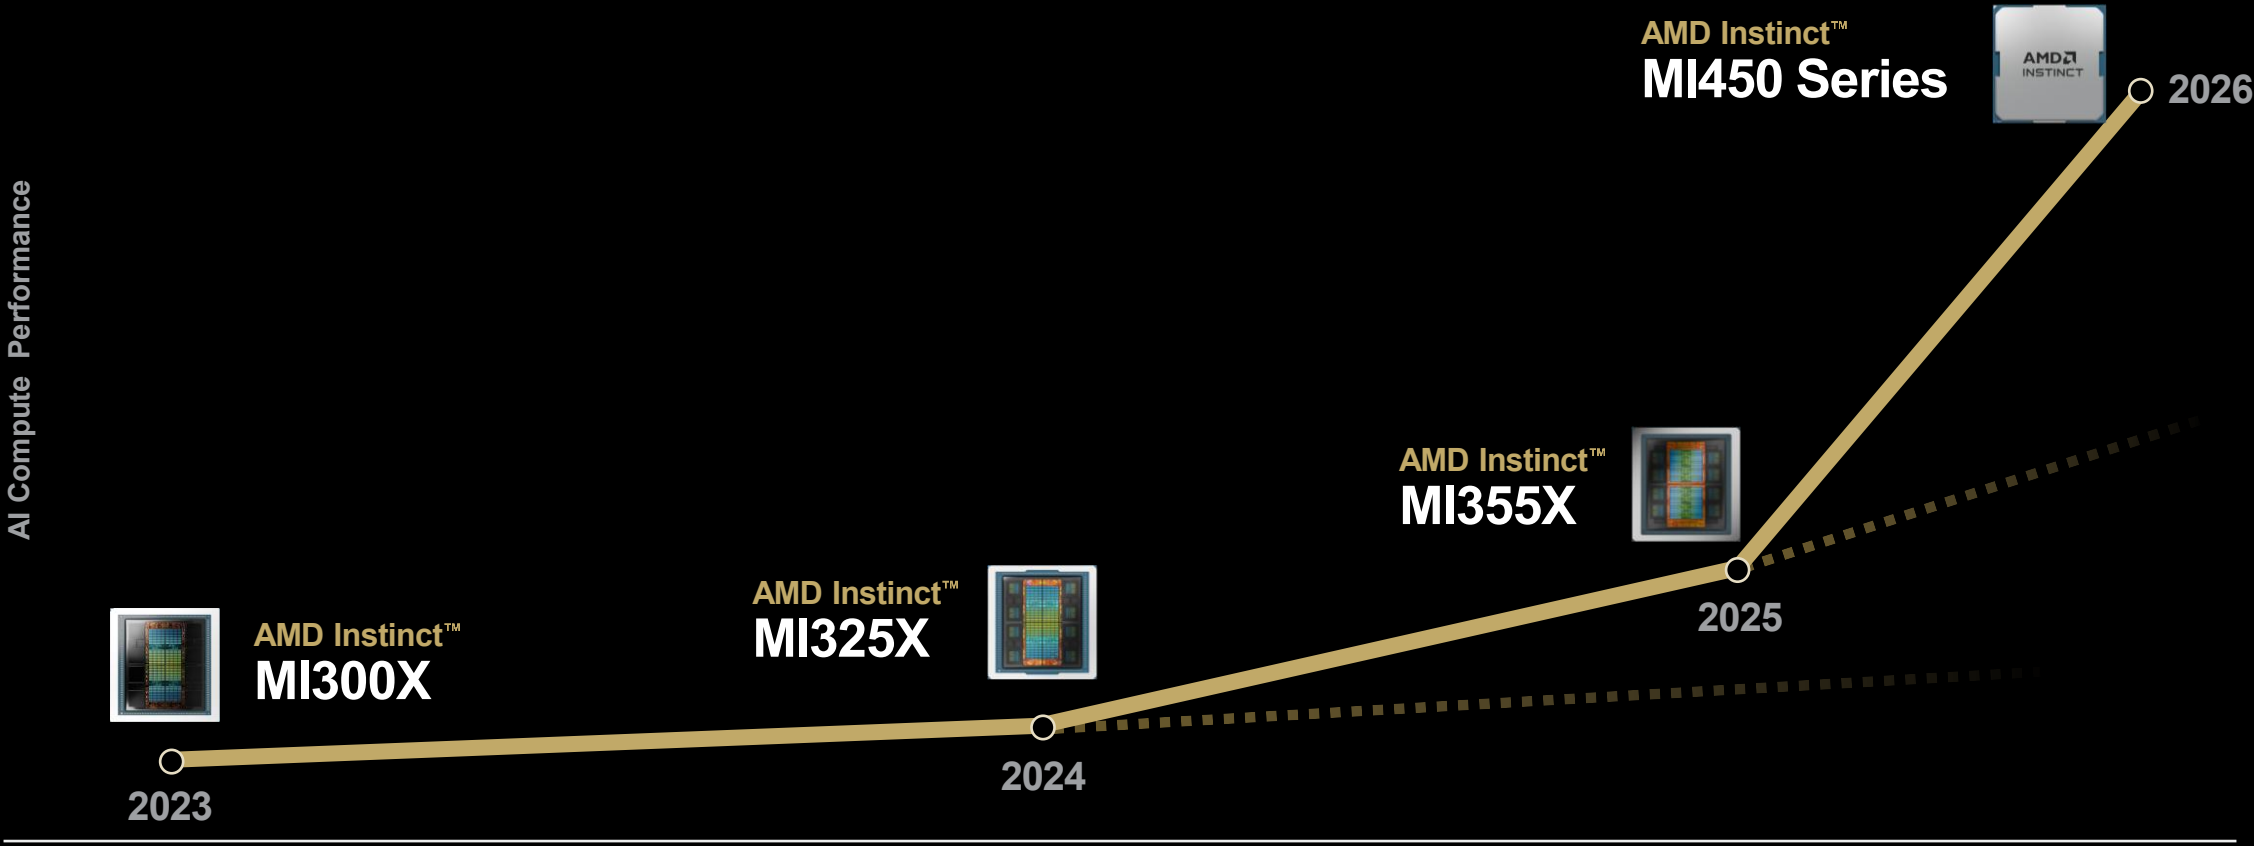 AI Compute Performance
AMD Instinct™
MI300X
2023
AMD Instinct™
MI325X
2024
AMD Instinct™
MI355X
2025
AMD Instinct™
MI450 Series
AMD
INSTINCT
2026